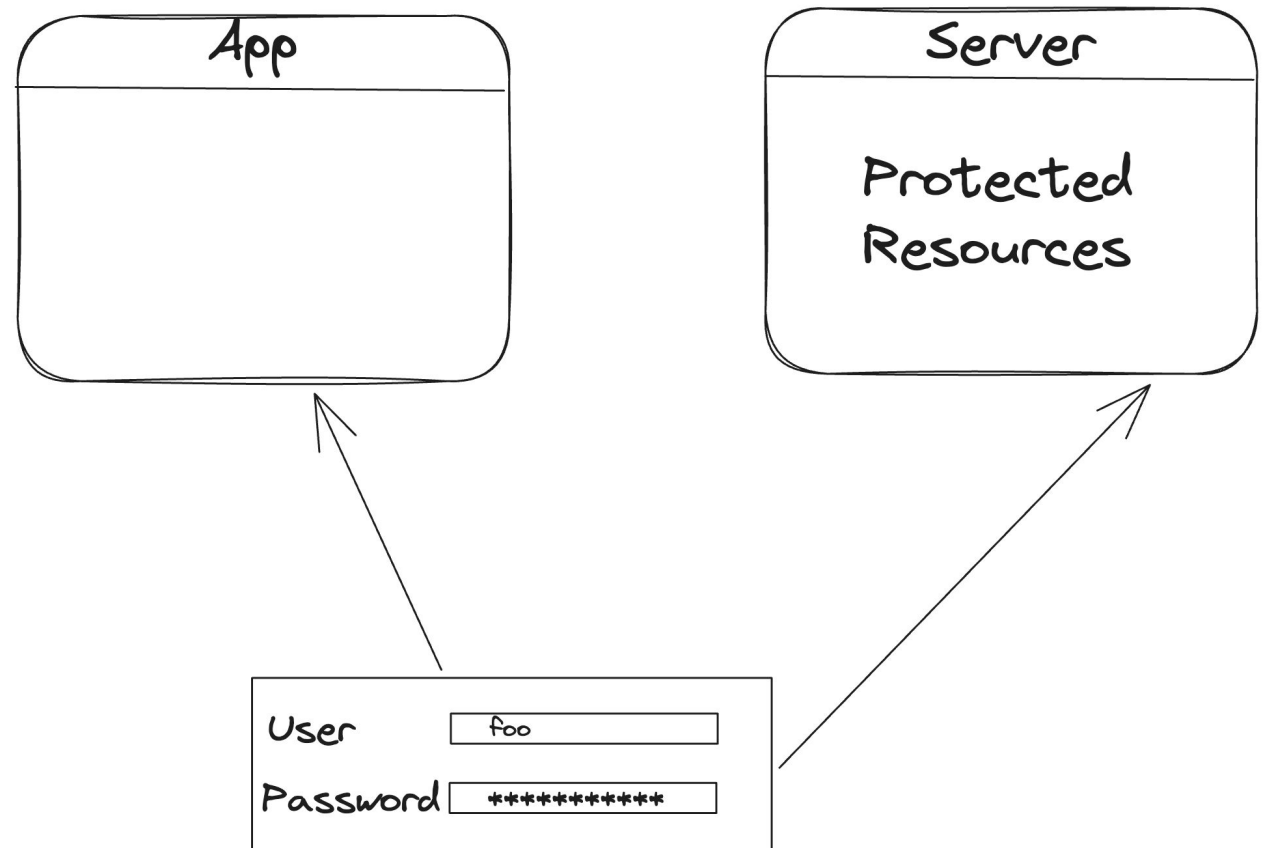 App
Server
Protected
Resources
User foo
Password ***********